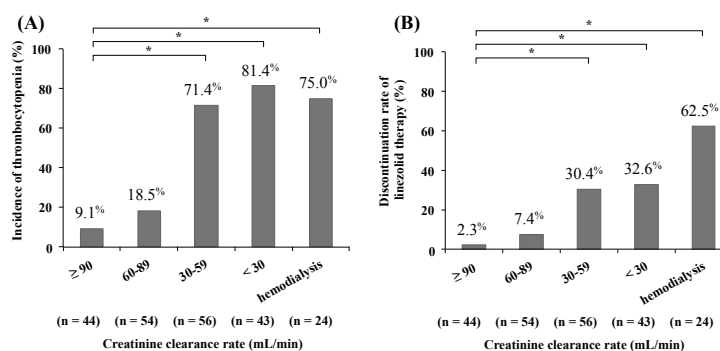 (A)
*
*
*
Incidence of thrombocytopenia (%)
100
80
60
40
20
0
9.1%
18.5%
71.4%
81.4%
75.0%
≥ 90
60-89
30-59
< 30
hemodialysis
(n = 44)
(n = 54)
(n = 56)
(n = 43)
(n = 24)
Creatinine clearance rate (mL/min)
(B)
*
*
*
Discontinuation rate of
linezolid therapy (%)
100
80
60
40
20
0
2.3%
7.4%
30.4%
32.6%
62.5%
≥ 90
60-89
30-59
< 30
hemodialysis
(n = 44)
(n = 54)
(n = 56)
(n = 43)
(n = 24)
Creatinine clearance rate (mL/min)